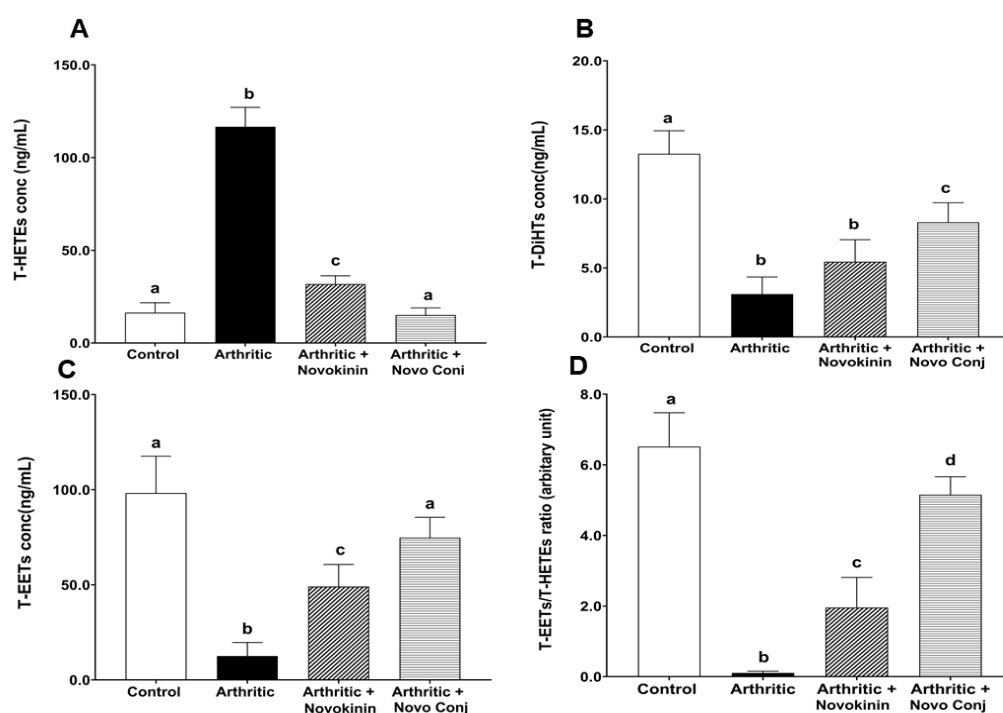 A
T-HETEs conc (ng/mL)
150.0
100.0
50.0
0.0
a
b
c
a
Control
Arthritic
Arthritic +
Novokinin
Arthritic +
Novo Coni
B
T-DiHTs conc(ng/mL)
20.0
15.0
10.0
5.0
0.0
a
b
b
c
Control
Arthritic
Arthritic +
Novokinin
Arthritic +
Novo Conj
C
T-EETs conc(ng/mL)
150.0
100.0
50.0
0.0
a
b
c
a
Control
Arthritic
Arthritic +
Novokinin
Arthritic +
Novo Conj
D
T-EETs/T-HETEs ratio (arbitary unit)
8.0
6.0
4.0
2.0
0.0
a
b
c
d
Control
Arthritic
Arthritic +
Novokinin
Arthritic +
Novo Conj